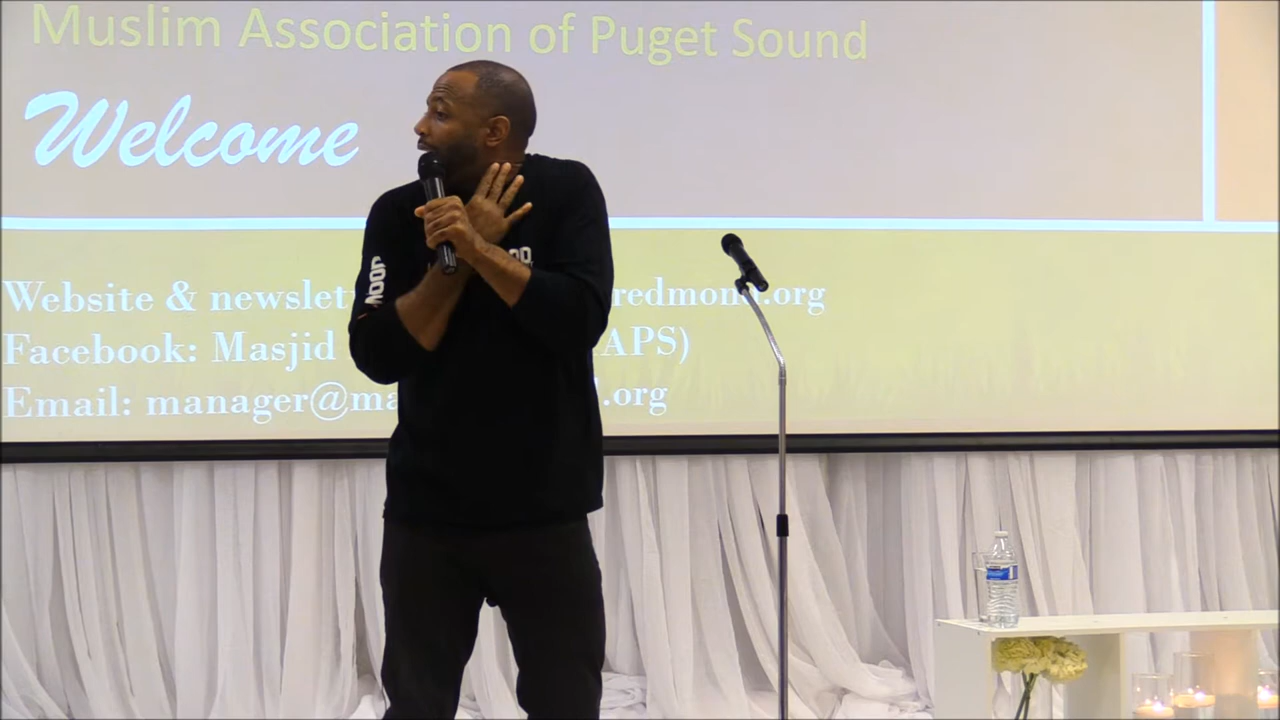 Muslim Association of Puget Sound
Welcome
Website & newslet redmond.org
Facebook: Masjid APS)
Email: manager@ma .org